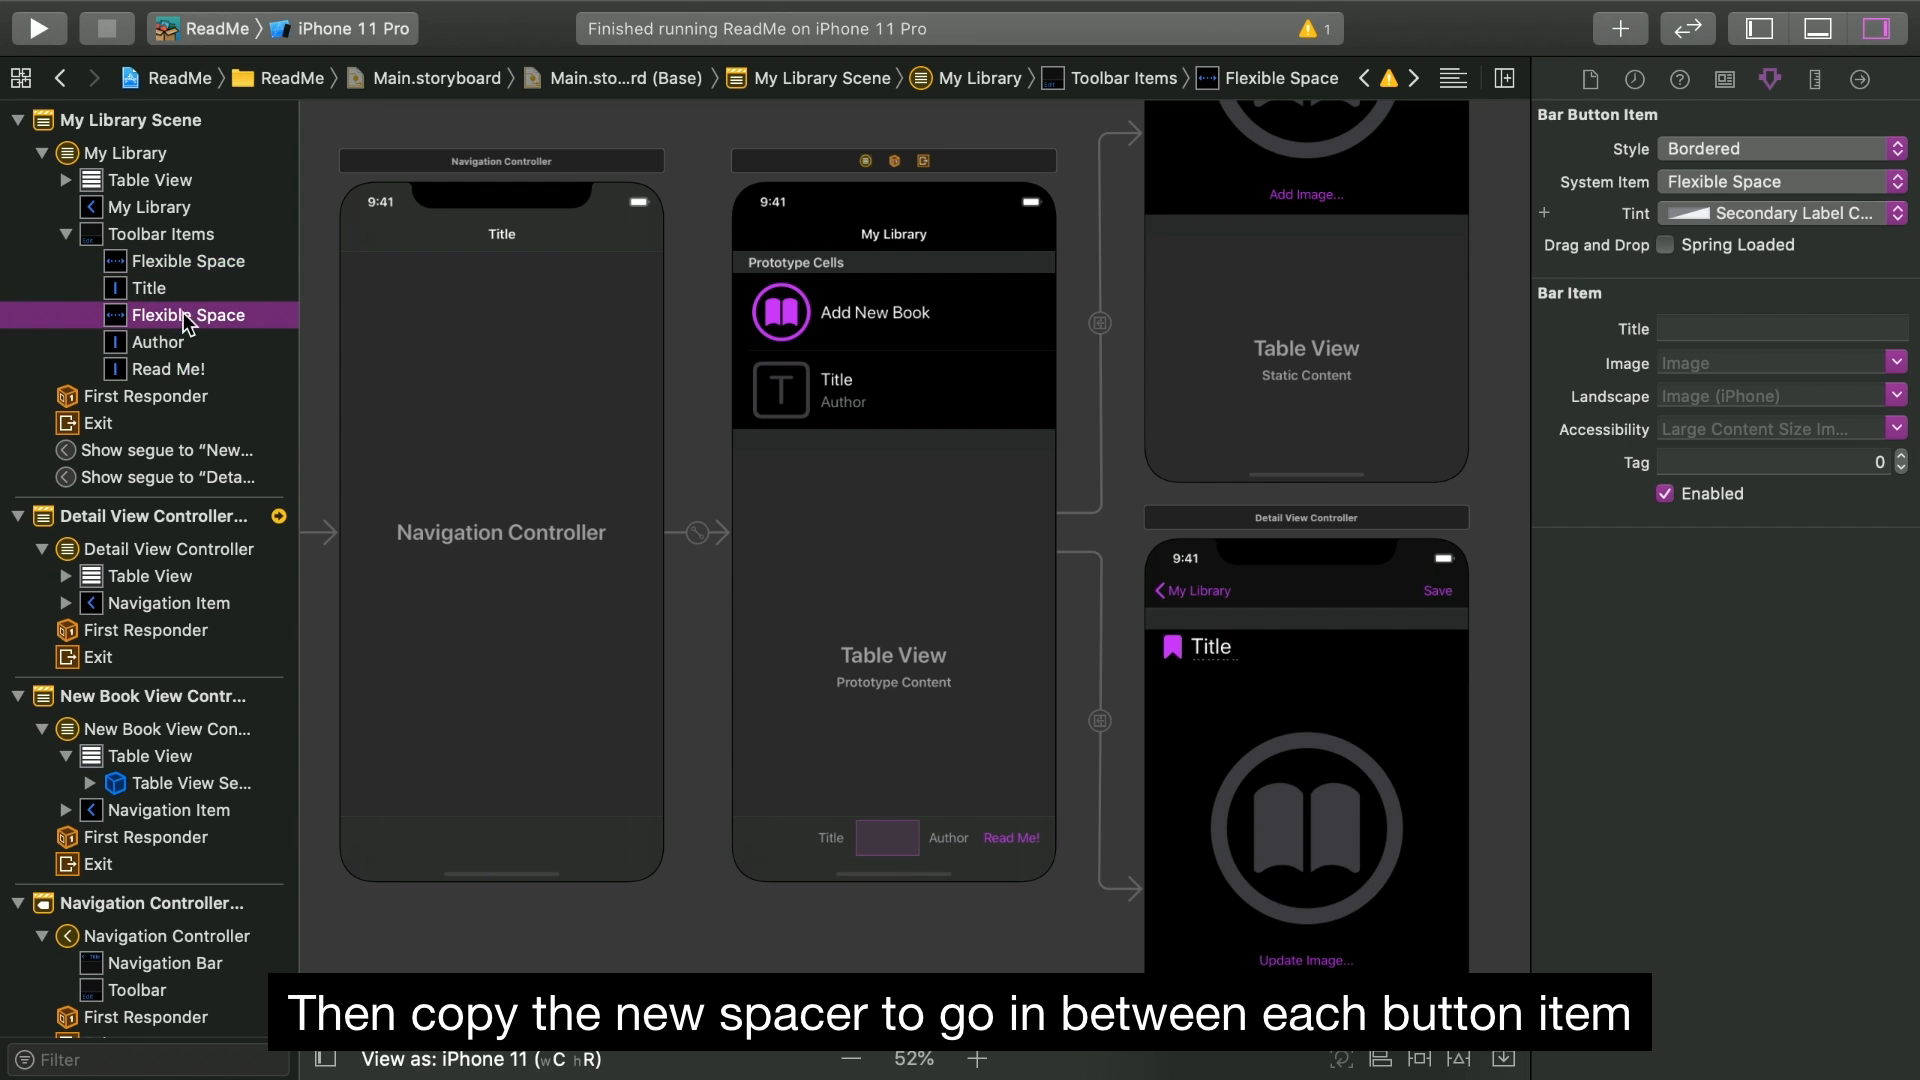 ReadMe
iPhone 11 Pro
Finished running ReadMe on iPhone 11 Pro
1
ReadMe
ReadMe
Main.storyboard
Main.sto...rd (Base)
My Library Scene
My Library
Toolbar Items
Flexible Space
My Library Scene
My Library
Table View
My Library
Toolbar Items
Flexible Space
Title
Flexible Space
Author
Read Me!
First Responder
Exit
Show segue to “New...
Show segue to “Deta...
Detail View Controller...
Detail View Controller
Table View
Navigation Item
First Responder
Exit
New Book View Contr...
New Book View Con...
Table View
Table View Se...
Navigation Item
First Responder
Exit
Navigation Controller...
Navigation Controller
Navigation Bar
Toolbar
First Responder
Filter
Navigation Controller
9:41
Title
Navigation Controller
9:41
My Library
Prototype Cells
Add New Book
T
Title
Author
Table View
Prototype Content
Title
Author
Read Me!
Add Image...
Table View
Static Content
Detail View Controller
9:41
My Library
Save
Title
Update Image...
Bar Button Item
Style
Bordered
System Item
Flexible Space
+
Tint
Secondary Label C...
Drag and Drop
Spring Loaded
Bar Item
Title
Image
Image
Landscape
Image (iPhone)
Accessibility
Large Content Size Im...
Tag
0
Enabled
Then copy the new spacer to go in between each button item
View as: iPhone 11 (wC hR)
52%